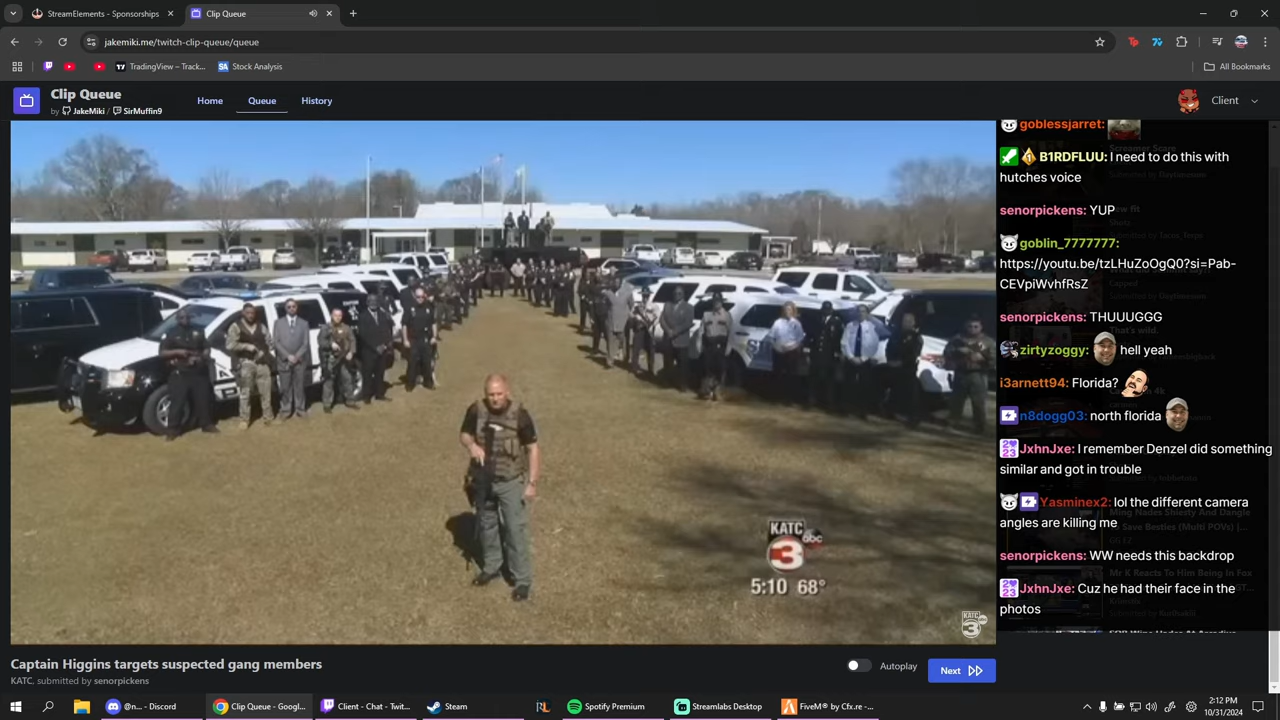 StreamElements - Sponsorships
Clip Queue
jakemiki.me/twitch-clip-queue/queue
TradingView – Track...
SA Stock Analysis
All Bookmarks
Clip Queue
by JakeMiki / SirMuffin9
Home
Queue
History
Client
goblessjarret:
B1RDFLUU: I need to do this with
hutches voice
senorpickens: YUP
goblin_7777777:
https://youtu.be/tzLHuZoOgQ0?si=Pab-
CEVpiWvhfRsZ
senorpickens: THUUUGGG
zirtyzoggy: hell yeah
i3arnett94: Florida?
n8dogg03: north florida
JxhnJxe: I remember Denzel did something
similar and got in trouble
Yasminex2: lol the different camera
angles are killing me
senorpickens: WW needs this backdrop
JxhnJxe: Cuz he had their face in the
photos
KATC
abc
3
5:10 68°
KATC
3
Captain Higgins targets suspected gang members
KATC, submitted by senorpickens
Autoplay
Next
@n... - Discord
Clip Queue - Googl...
Client - Chat - Twit...
Steam
Spotify Premium
Streamlabs Desktop
FiveM® by Cfx.re -...
2:12 PM
10/31/2024